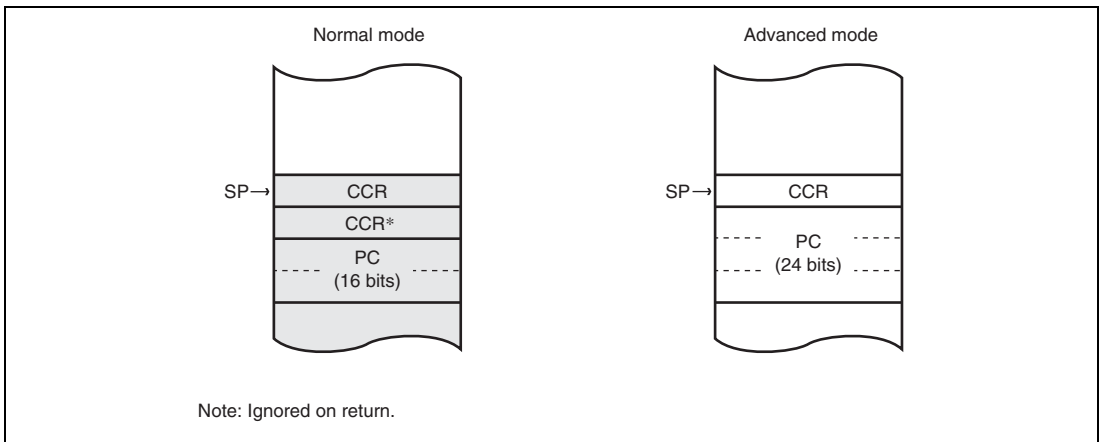 Normal mode
Advanced mode
SP→
CCR
CCR*
PC
(16 bits)
SP→
CCR
PC
(24 bits)
Note: Ignored on return.